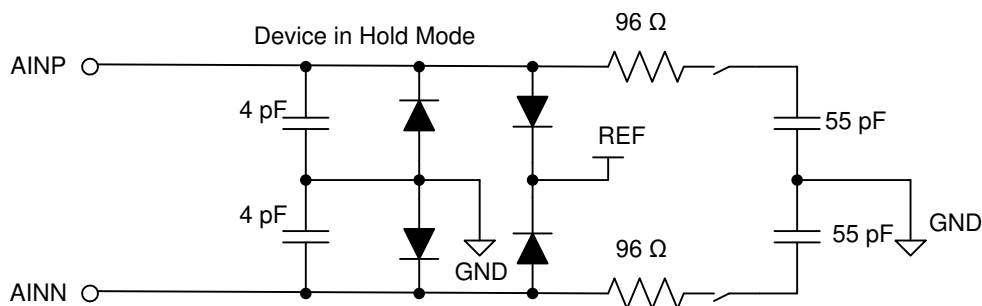 Device in Hold Mode
96 Ω
AINP
4 pF
REF
55 pF
4 pF
GND
96 Ω
55 pF
GND
AINN